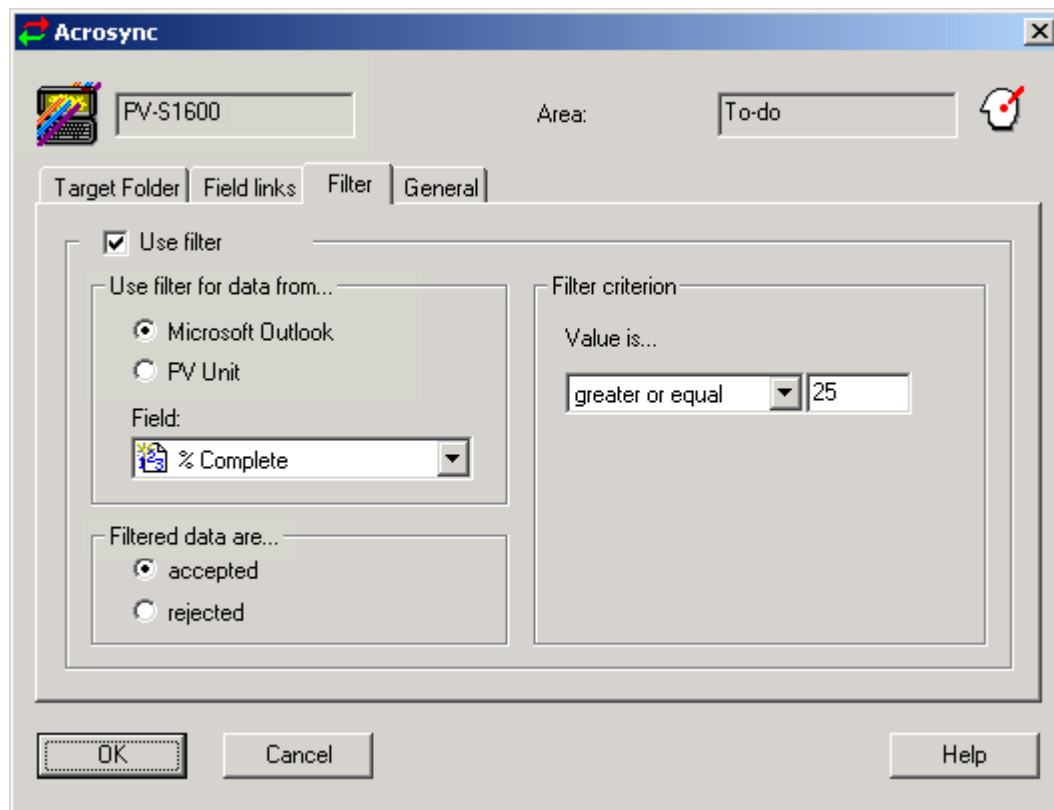 Acrosync
PV-S1600
Area:
To-do
Target Folder
Field links
Filter
General
Use filter
Use filter for data from...
Microsoft Outlook
PV Unit
Field:
% Complete
Filtered data are...
accepted
rejected
Filter criterion
Value is...
greater or equal
25
OK
Cancel
Help